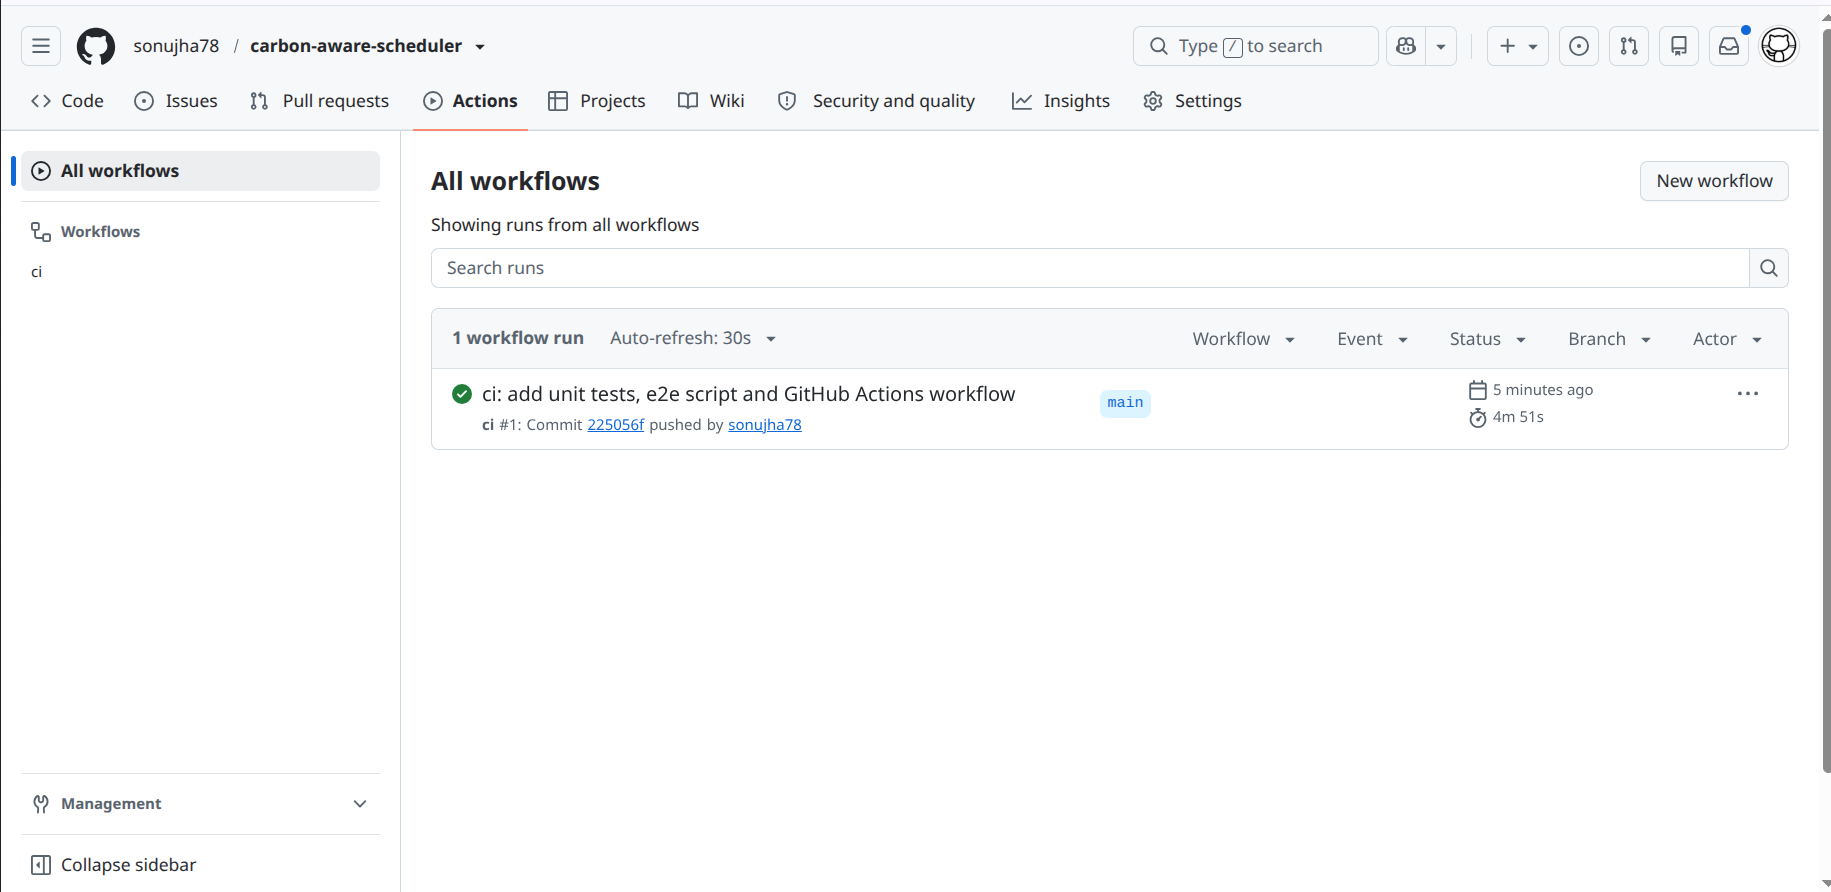 sonujha78 / carbon-aware-scheduler
Type / to search
Code
Issues
Pull requests
Actions
Projects
Wiki
Security and quality
Insights
Settings
All workflows
Workflows
ci
Management
Collapse sidebar
All workflows
New workflow
Showing runs from all workflows
Search runs
1 workflow run
Auto-refresh: 30s
Workflow
Event
Status
Branch
Actor
ci: add unit tests, e2e script and GitHub Actions workflow
ci #1: Commit 225056f pushed by sonujha78
main
5 minutes ago
4m 51s